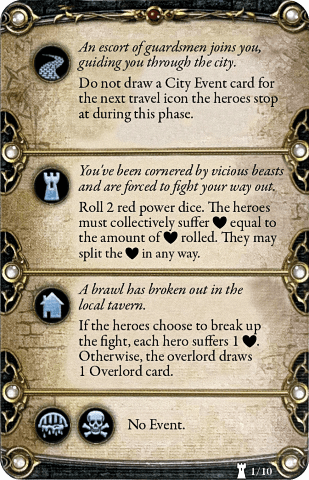 An escort of guardsmen joins you,
guiding you through the city.
Do not draw a City Event card for
the next travel icon the heroes stop
at during this phase.
You've been cornered by vicious beasts
and are forced to fight your way out.
Roll 2 red power dice. The heroes
must collectively suffer ♥ equal to
the amount of ♥ rolled. They may
split the ♥ in any way.
A brawl has broken out in the
local tavern.
If the heroes choose to break up
the fight, each hero suffers 1 ♥.
Otherwise, the overlord draws
1 Overlord card.
No Event.
1/10